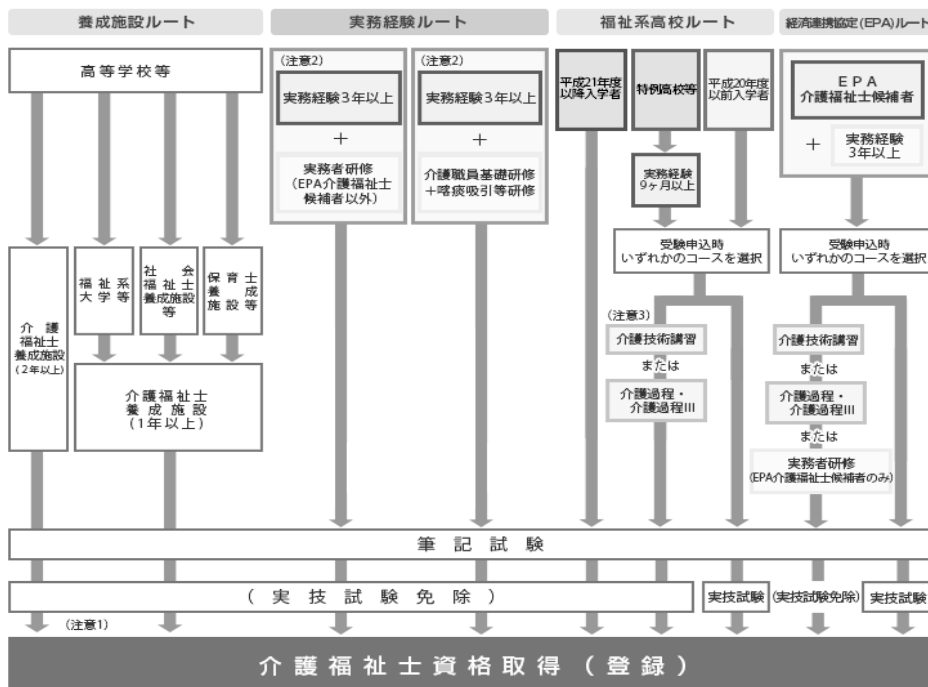 養成施設ルート
高等学校等
介護
福祉士
養成施設
(2年以上)
福祉系
大学等
社会
福祉士
養成施設
等
保育士
養成
施設等
介護福祉士
養成施設
(1年以上)
実務経験ルート
(注意2)
実務経験3年以上
+
実務者研修
(EPA介護福祉士
候補者以外)
(注意2)
実務経験3年以上
+
介護職員基礎研修
+喀痰吸引等研修
福祉系高校ルート
平成21年度
以降入学者
特例高校等
平成20年度
以前入学者
実務経験
9ヶ月以上
受験申込時
いずれかのコースを選択
(注意3)
介護技術講習
または
介護過程・
介護過程III
経済連携協定(EPA)ルート
EPA
介護福祉士候補者
+
実務経験
3年以上
受験申込時
いずれかのコースを選択
介護技術講習
または
介護過程・
介護過程III
または
実務者研修
(EPA介護福祉士候補者のみ)
筆記試験
(実技試験免除)
実技試験
(実技試験免除)
実技試験
(注意1)
介護福祉士資格取得(登録)